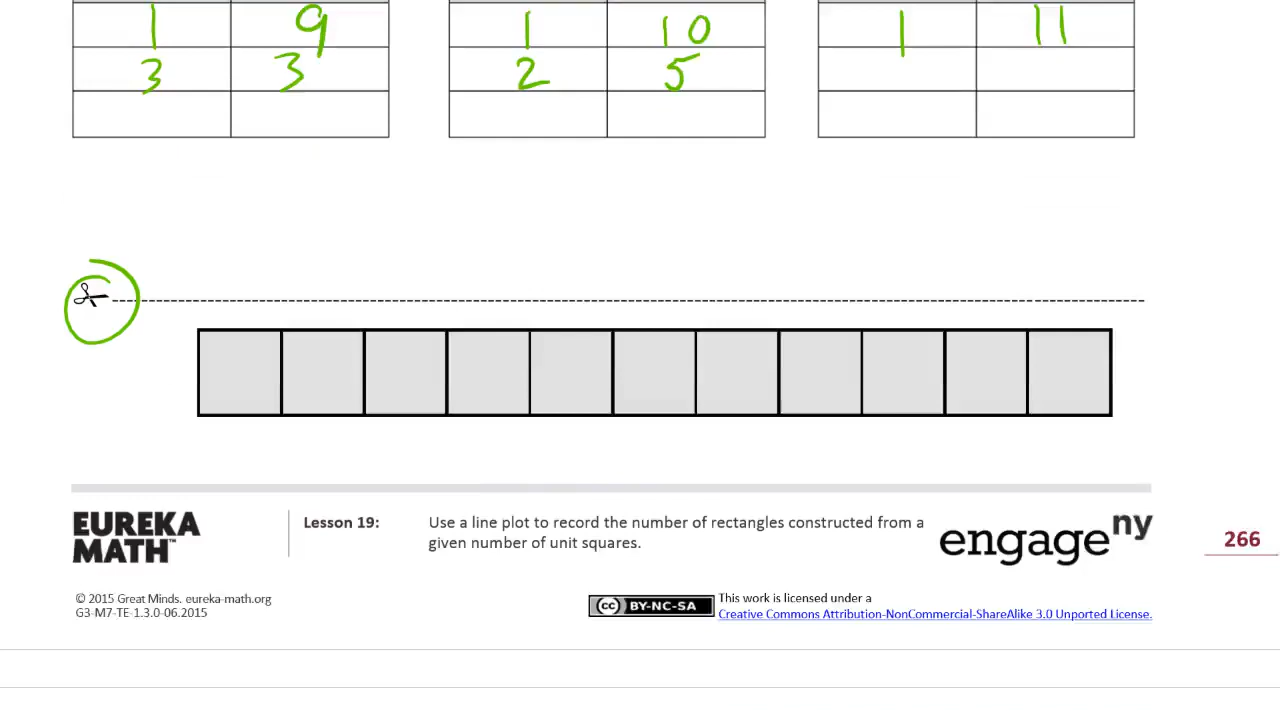 1 9 1 10 1 11
3 3 2 5
EUREKA MATH™
Lesson 19: Use a line plot to record the number of rectangles constructed from a
given number of unit squares.
engage ny
266
© 2015 Great Minds. eureka-math.org
G3-M7-TE-1.3.0-06.2015
cc BY-NC-SA
This work is licensed under a
Creative Commons Attribution-NonCommercial-ShareAlike 3.0 Unported License.